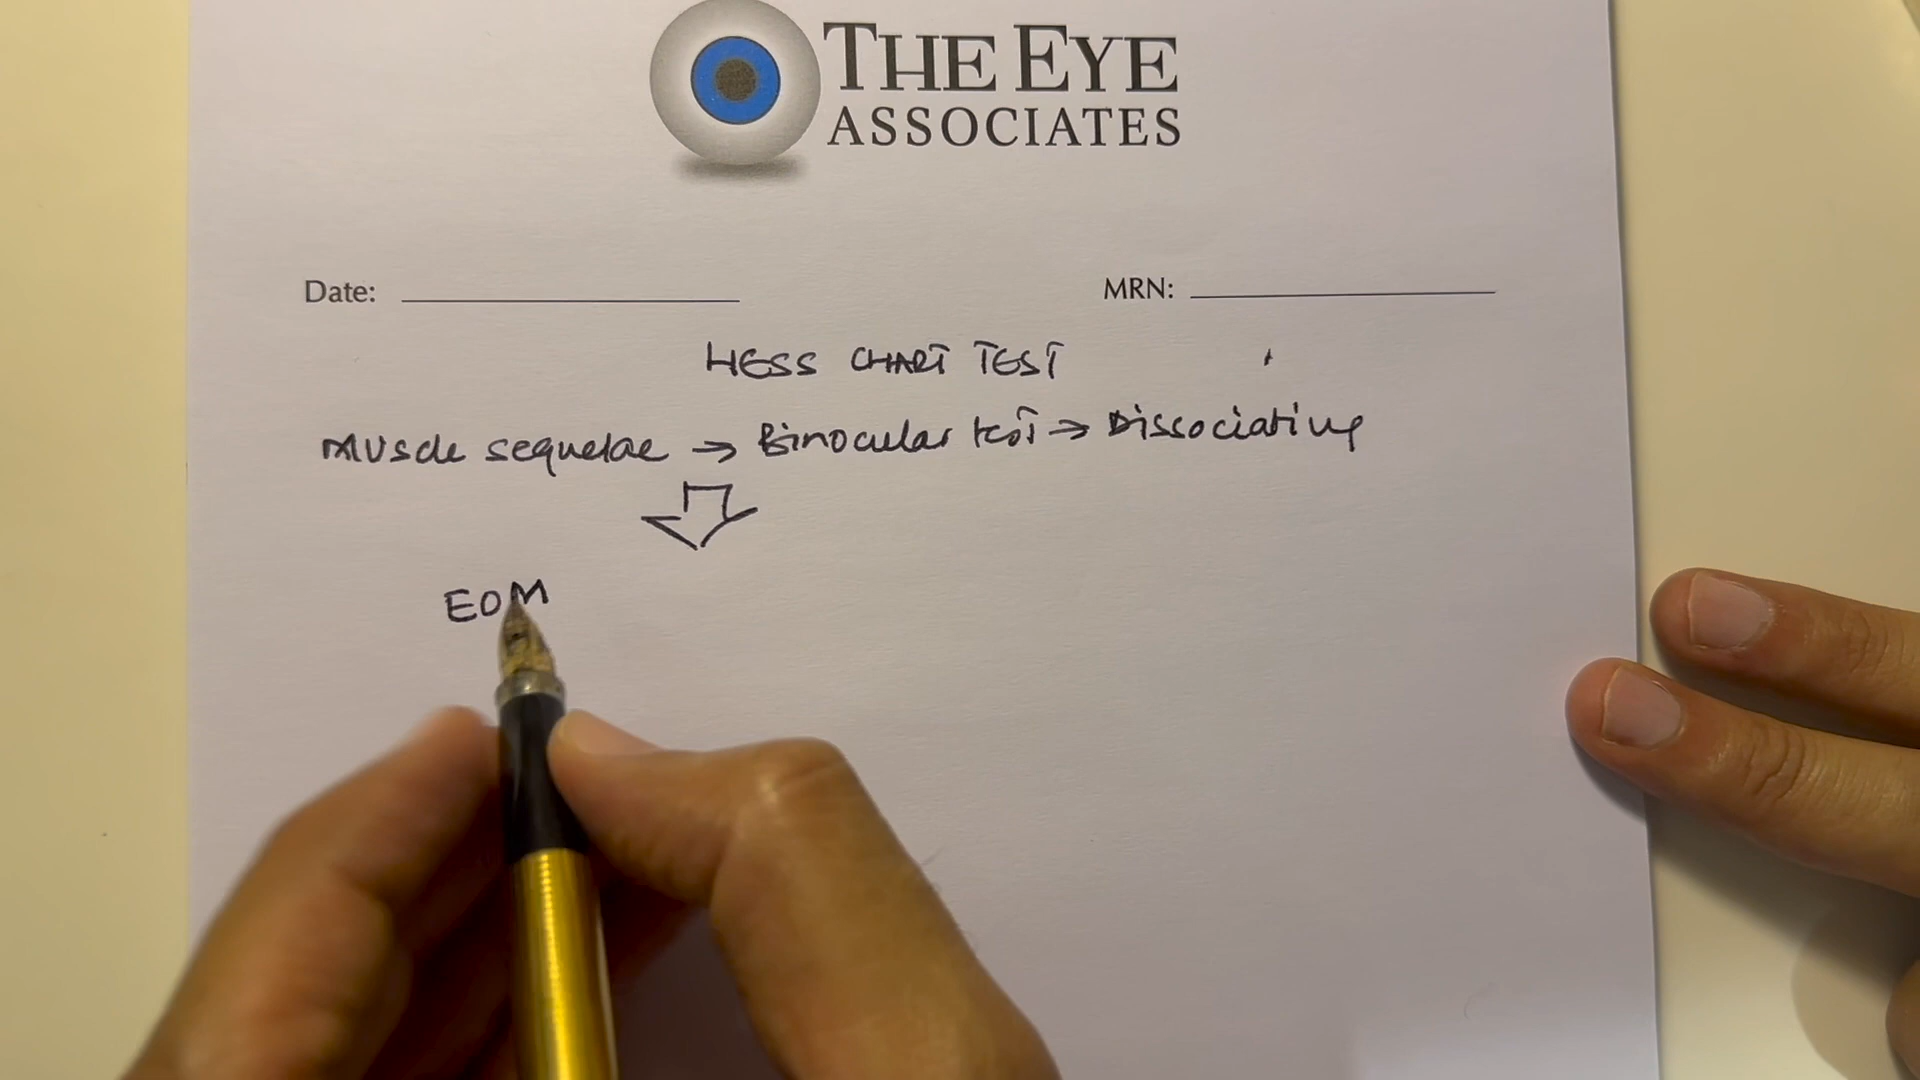 THE EYE
ASSOCIATES
Date: MRN:
HESS CHART TEST
Muscle sequelae → Binocular test → Dissociating
EOM